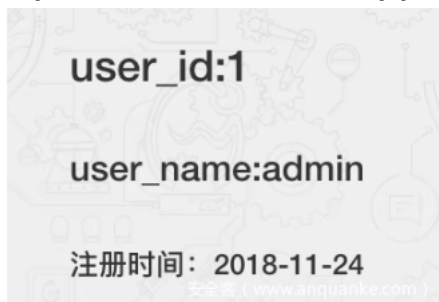 user_id:1
user_name:admin
注册时间：2018-11-24
安全客（www.anquanke.com）